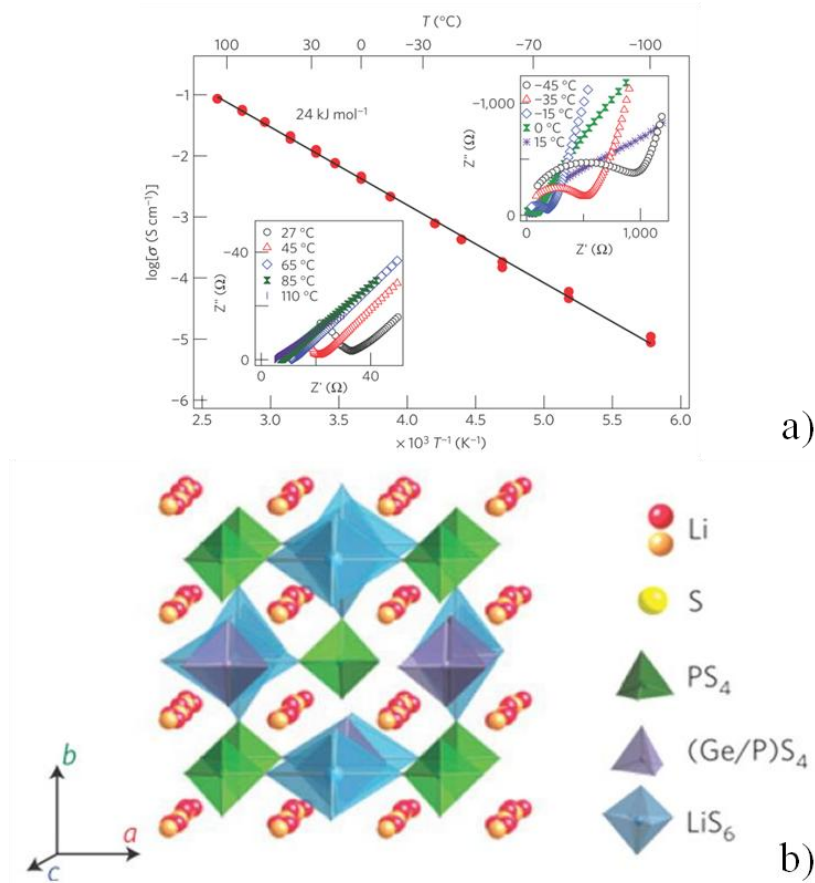 T (°C)
100 30 0 −30 −60 −70 −100
24 kJ mol⁻¹
−1
−2
−3
−4
−5
−6
log[σ (S cm⁻¹)]
−1,000
Z'' (Ω)
0
−45 °C
−35 °C
−15 °C
0 °C
15 °C
0 1,000
Z' (Ω)
−40
Z'' (Ω)
0
27 °C
45 °C
65 °C
85 °C
110 °C
0 40
Z' (Ω)
2.5 3.0 3.5 4.0 4.5 5.0 5.5 6.0
× 10³ T⁻¹ (K⁻¹)
a)
Li
S
PS₄
(Ge/P)S₄
LiS₆
b
a
c
b)